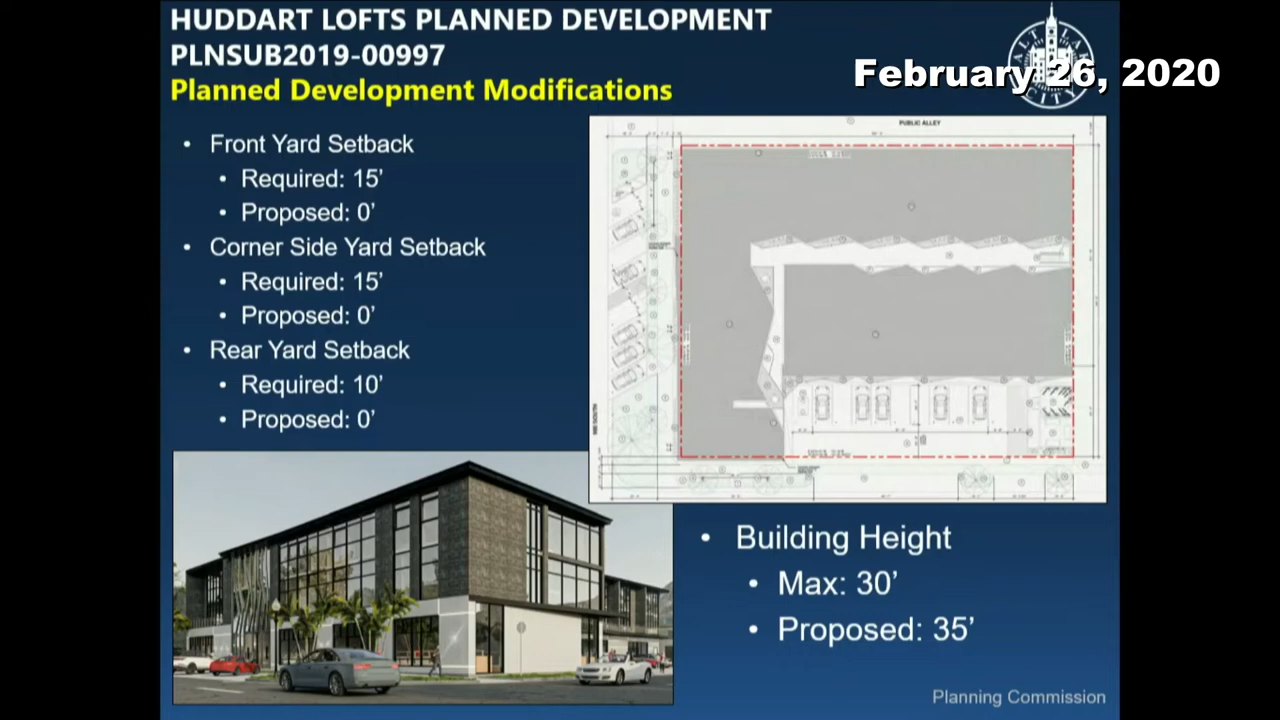 HUDDART LOFTS PLANNED DEVELOPMENT
PLNSUB2019-00997
Planned Development Modifications
February 26, 2020
• Front Yard Setback
• Required: 15’
• Proposed: 0’
• Corner Side Yard Setback
• Required: 15’
• Proposed: 0’
• Rear Yard Setback
• Required: 10’
• Proposed: 0’
PUBLIC ALLEY
• Building Height
• Max: 30’
• Proposed: 35’
Planning Commission